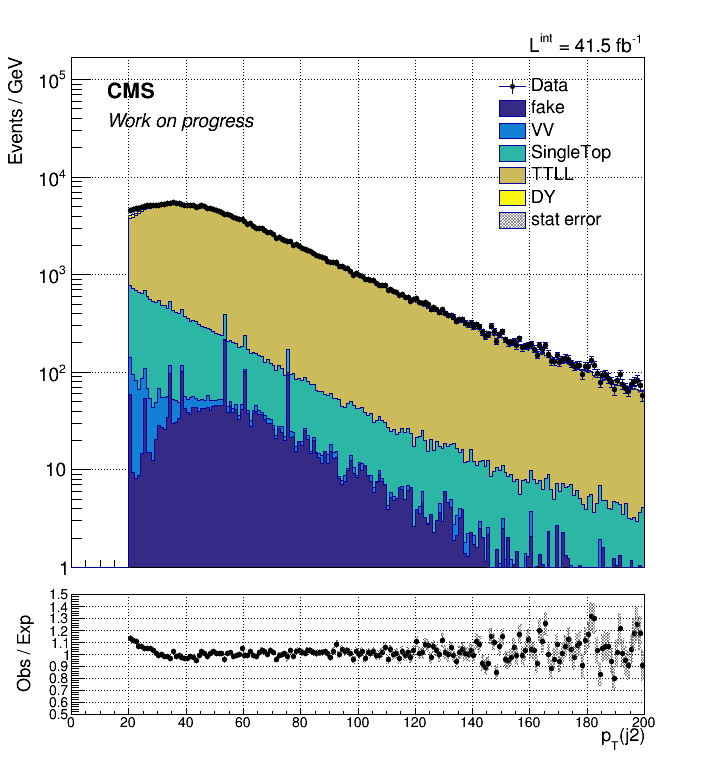 L^int = 41.5 fb^-1
Events / GeV
10^5
10^4
10^3
10^2
10
1
CMS
Work on progress
Data
fake
VV
SingleTop
TTLL
DY
stat error
Obs / Exp
1.5
1.4
1.3
1.2
1.1
1
0.9
0.8
0.7
0.6
0.5
0 20 40 60 80 100 120 140 160 180 200
p_T(j2)